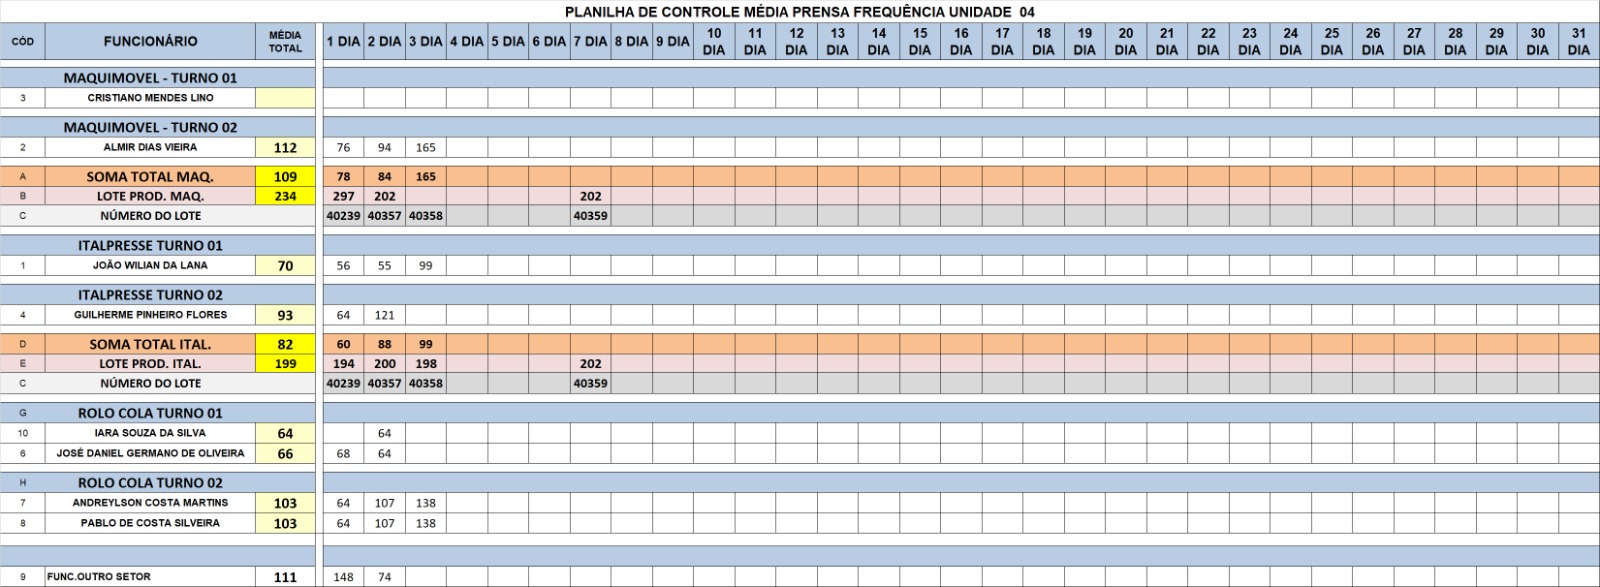 PLANILHA DE CONTROLE MÉDIA PRENSA FREQUÊNCIA UNIDADE 04
CÓD FUNCIONÁRIO MÉDIA TOTAL 1 DIA 2 DIA 3 DIA 4 DIA 5 DIA 6 DIA 7 DIA 8 DIA 9 DIA 10 DIA 11 DIA 12 DIA 13 DIA 14 DIA 15 DIA 16 DIA 17 DIA 18 DIA 19 DIA 20 DIA 21 DIA 22 DIA 23 DIA 24 DIA 25 DIA 26 DIA 27 DIA 28 DIA 29 DIA 30 DIA 31 DIA
MAQUIMOVEL - TURNO 01
3 CRISTIANO MENDES LINO
MAQUIMOVEL - TURNO 02
2 ALMIR DIAS VIEIRA 112 76 94 165
A SOMA TOTAL MAQ. 109 78 84 165
B LOTE PROD. MAQ. 234 297 202 202
C NÚMERO DO LOTE 40239 40357 40358 40359
ITALPRESSE TURNO 01
1 JOÃO WILIAN DA LANA 70 56 55 99
ITALPRESSE TURNO 02
4 GUILHERME PINHEIRO FLORES 93 64 121
D SOMA TOTAL ITAL. 82 60 88 99
E LOTE PROD. ITAL. 199 194 200 198 202
C NÚMERO DO LOTE 40239 40357 40358 40359
G ROLO COLA TURNO 01
10 IARA SOUZA DA SILVA 64 64
6 JOSÉ DANIEL GERMANO DE OLIVEIRA 66 68 64
H ROLO COLA TURNO 02
7 ANDREYLSON COSTA MARTINS 103 64 107 138
8 PABLO DE COSTA SILVEIRA 103 64 107 138
9 FUNC.OUTRO SETOR 111 148 74